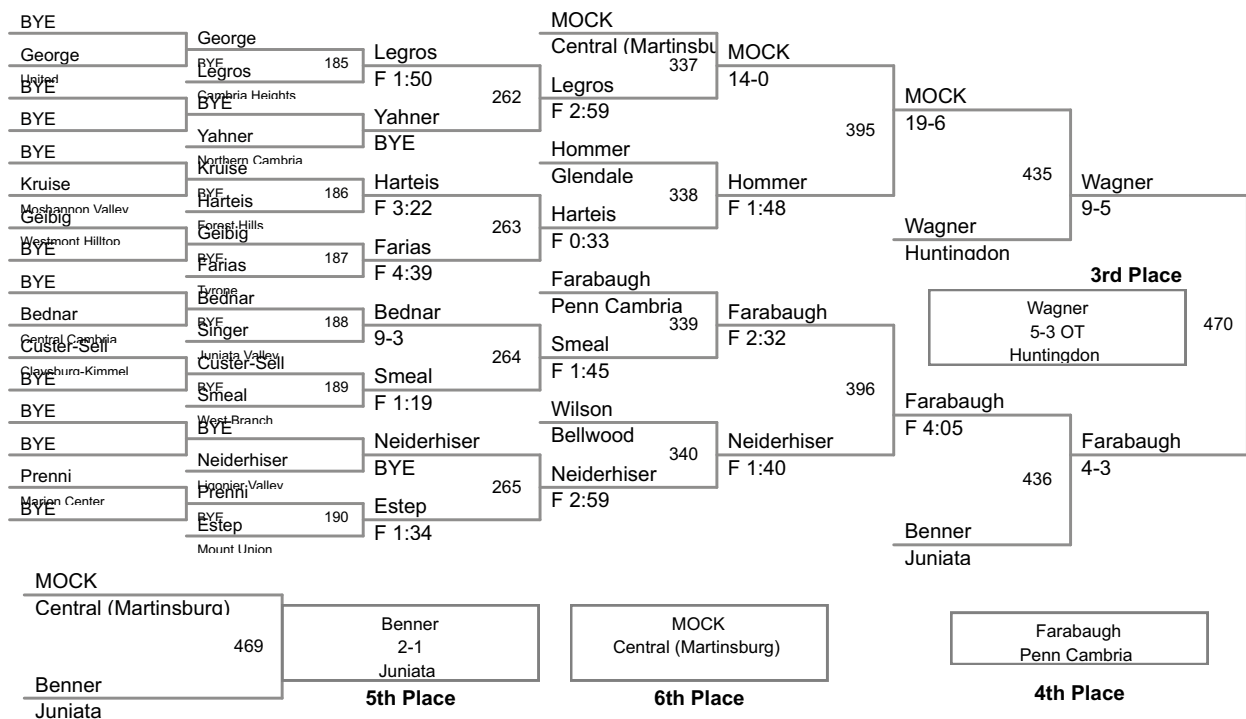 BYE
George
United
BYE
BYE
BYE
Kruise
Moshannon Valley
Geibig
Westmont Hilltop
BYE
BYE
Bednar
Central Cambria
Custer-Sell
Claysburg-Kimmel
BYE
BYE
BYE
Prenni
Marion Center
BYE
George
BYE 185
Legros
Cambria Heights
BYE
Yahner
Northern Cambria
Kruise
BYE 186
Harteis
Forest Hills
Geibig
BYE 187
Farias
Tyrone
Bednar
BYE 188
Singer
Juniata Valley
Custer-Sell
BYE 189
Smeal
West Branch
BYE
Neiderhiser
Ligonier Valley
Prenni
BYE 190
Estep
Mount Union
Legros
F 1:50
262
Yahner
BYE
Harteis
F 3:22
263
Farias
F 4:39
Bednar
9-3
264
Smeal
F 1:19
Neiderhiser
BYE
265
Estep
F 1:34
MOCK
Central (Martinsbu
337
Legros
F 2:59
Hommer
Glendale
338
Harteis
F 0:33
Farabaugh
Penn Cambria
339
Smeal
F 1:45
Wilson
Bellwood
340
Neiderhiser
F 2:59
MOCK
14-0
395
Hommer
F 1:48
Farabaugh
F 2:32
396
Neiderhiser
F 1:40
MOCK
19-6
435
Wagner
Huntingdon
Farabaugh
F 4:05
436
Benner
Juniata
Wagner
9-5
3rd Place
Wagner
5-3 OT
Huntingdon
470
Farabaugh
4-3
MOCK
Central (Martinsburg)
469
Benner
Juniata
Benner
2-1
Juniata
5th Place
MOCK
Central (Martinsburg)
6th Place
Farabaugh
Penn Cambria
4th Place